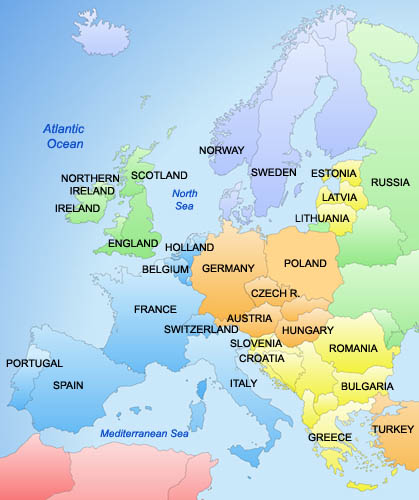 Atlantic
Ocean
NORWAY
SWEDEN
ESTONIA
LATVIA
LITHUANIA
RUSSIA
SCOTLAND
NORTHERN
IRELAND
IRELAND
North
Sea
ENGLAND
HOLLAND
BELGIUM
GERMANY
POLAND
CZECH R.
FRANCE
AUSTRIA
SWITZERLAND
HUNGARY
SLOVENIA
CROATIA
ROMANIA
PORTUGAL
SPAIN
ITALY
BULGARIA
Mediterranean Sea
GREECE
TURKEY